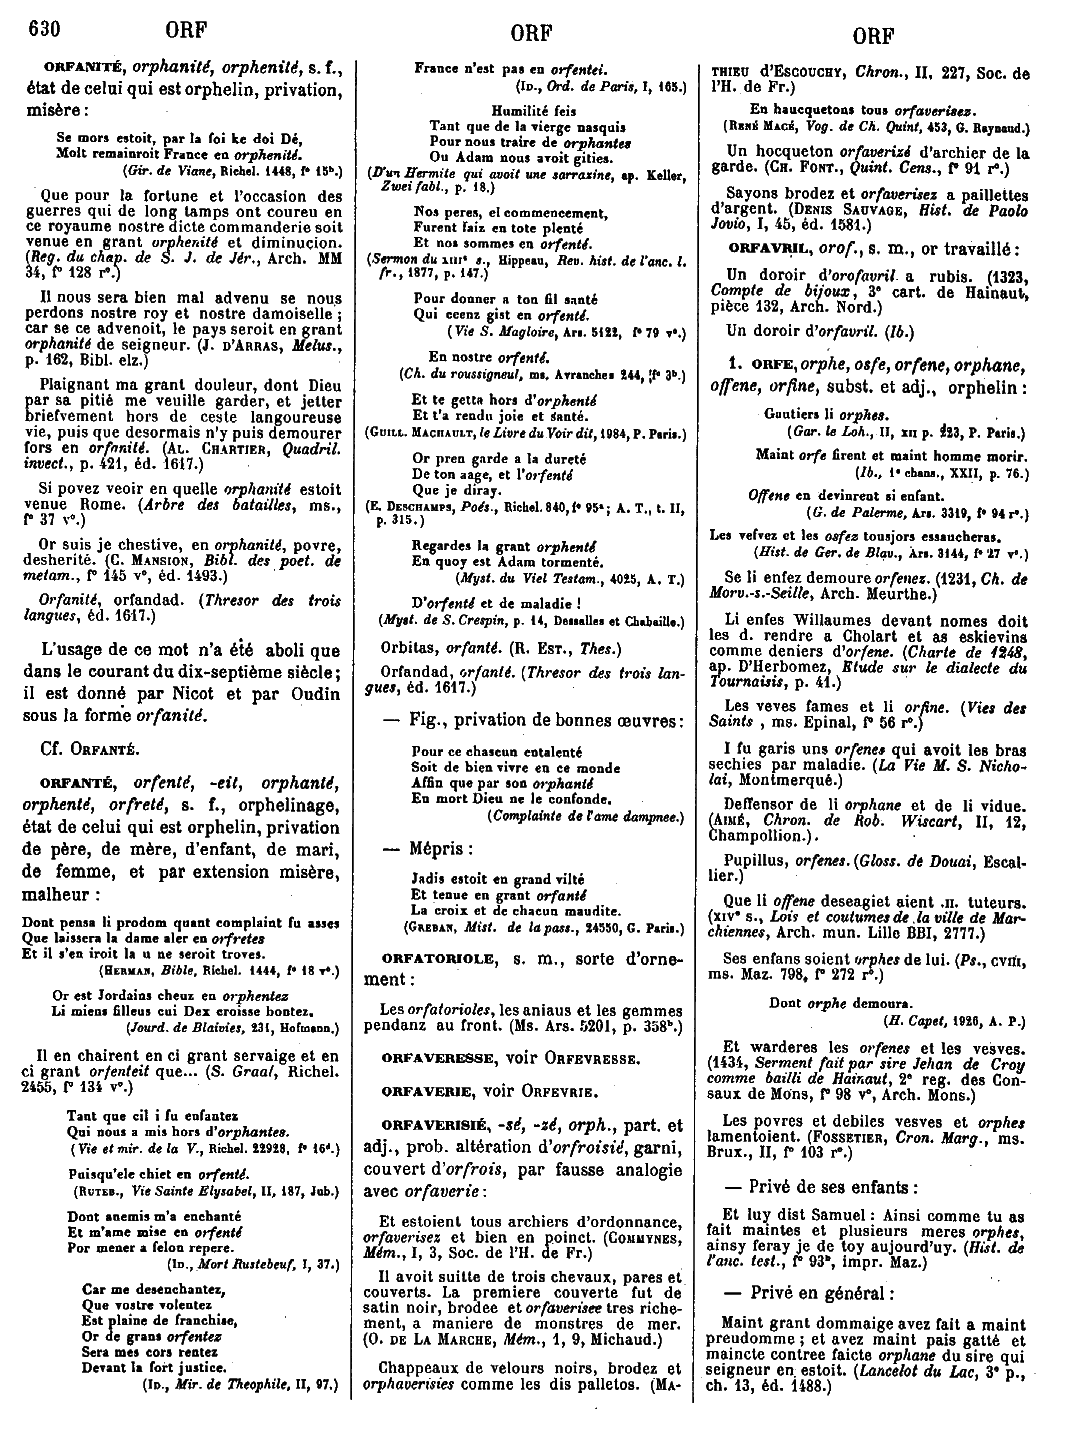 630 ORF ORF ORF
ORFANITÉ, orphanité, orphenité, s. f.,
état de celui qui est orphelin, privation,
misère :
Se mors estoit, par la foi ke doi Dé,
Molt remainroit France en orphenité.
(Gir. de Viane, Richel. 1448, f° 15ᵇ.)
Que pour la fortune et l'occasion des
guerres qui de long tamps ont coureu en
ce royaume nostre dicte commanderie soit
venue en grant orphenité et diminucion.
(Reg. du chap. de S. J. de Jér., Arch. MM
34, f° 128 r°.)
Il nous sera bien mal advenu se nous
perdons nostre roy et nostre damoiselle ;
car se ce advenoit, le pays seroit en grant
orphanité de seigneur. (J. D'ARRAS, Melus.,
p. 162, Bibl. elz.)
Plaignant ma grant douleur, dont Dieu
par sa pitié me veuille garder, et jetter
briefvement hors de ceste langoureuse
vie, puis que desormais n'y puis demourer
fors en orfanité. (AL. CHARTIER, Quadril.
invect., p. 421, éd. 1617.)
Si povez veoir en quelle orphanité estoit
venue Rome. (Arbre des batailles, ms.,
f° 37 v°.)
Or suis je chestive, en orphanité, povre,
desherité. (C. MANSION, Bibl. des poet. de
metam., f° 145 v°, éd. 1493.)
Orfanité, orfandad. (Thresor des trois
langues, éd. 1617.)
L'usage de ce mot n'a été aboli que
dans le courant du dix-septième siècle ;
il est donné par Nicot et par Oudin
sous la forme orfanité.
Cf. ORFANTÉ.
ORFANTÉ, orfenté, -eit, orphanté,
orphenté, orfreté, s. f., orphelinage,
état de celui qui est orphelin, privation
de père, de mère, d'enfant, de mari,
de femme, et par extension misère,
malheur :
Dont pensa li prodom quant complaint fu asses
Que laissera la dame aler en orfretes
Et il s'en iroit la u ne seroit troves.
(HERMAN, Bible, Richel. 1444, f° 18 v°.)
Or est Jordains cheuz en orphentez
Li miens filleus cui Dex croisse bontez.
(Jourd. de Blaivies, 231, Hofmann.)
Il en chairent en ci grant servaige et en
ci grant orfenteit que... (S. Graal, Richel.
2455, f° 134 v°.)
Tant que cil i fu enfantez
Qui nous a mis hors d'orphantes.
(Vie et mir. de la V., Richel. 22928, f° 16ᵈ.)
Puisqu'ele chiet en orfenté.
(RUTEB., Vie Sainte Elysabel, II, 187, Jub.)
Dont anemis m'a enchanté
Et m'ame mise en orfenté
Por mener a felon repere.
(ID., Mort Rustebeuf, I, 37.)
Car me desenchantez,
Que vostre volentez
Est plaine de franchise,
Or de grans orfentez
Sera mes cors rentez
Devant la fort justice.
(ID., Mir. de Theophile, II, 97.)
France n'est pas en orfentei.
(ID., Ord. de Paris, I, 165.)
Humilité feis
Tant que de la vierge nasquis
Pour nous traire de orphantes
Ou Adam nous avoit gities.
(D'un Hermite qui avoit une sarrasine, ap. Keller,
Zwei fabl., p. 18.)
Nos peres, el commencement,
Furent faiz en tote plenté
Et nos sommes en orfenté.
(Sermon du XIIIᵉ s., Hippeau, Rev. hist. de l'anc. l.
fr., 1877, p. 147.)
Pour donner a ton fil santé
Qui ceenz gist en orfenté.
(Vie S. Magloire, Ars. 5122, f° 79 v°.)
En nostre orfenté.
(Ch. du roussigneul, ms. Avranches 244, f° 3ᵇ.)
Et te getta hors d'orphenté
Et t'a rendu joie et santé.
(GUILL. MACHAULT, le Livre du Voir dit, 1984, P. Paris.)
Or pren garde a la dureté
De ton aage, et l'orfenté
Que je diray.
(E. DESCHAMPS, Poés., Richel. 840, f° 95ᵃ ; A. T., t. II,
p. 315.)
Regardes la grant orphenté
En quoy est Adam tormenté.
(Myst. du Viel Testam., 4025, A. T.)
D'orfenté et de maladie !
(Myst. de S. Crespin, p. 14, Dessalles et Chabaille.)
Orbitas, orfanté. (R. EST., Thes.)
Orfandad, orfanté. (Thresor des trois lan-
gues, éd. 1617.)
— Fig., privation de bonnes œuvres :
Pour ce chascun entalenté
Soit de bien vivre en ce monde
Affin que par son orphanté
En mort Dieu ne le confonde.
(Complainte de l'ame dampnee.)
— Mépris :
Jadis estoit en grand vilté
Et tenue en grant orfanté
La croix et de chacun maudite.
(GREBAN, Mist. de la pass., 24550, G. Paris.)
ORFATORIOLE, s. m., sorte d'orne-
ment :
Les orfatorioles, les aniaus et les gemmes
pendanz au front. (Ms. Ars. 5201, p. 358ᵇ.)
ORFAVERESSE, voir ORFEVRESSE.
ORFAVERIE, voir ORFEVRIE.
ORFAVERISIÉ, -sé, -zé, orph., part. et
adj., prob. altération d'orfroisié, garni,
couvert d'orfrois, par fausse analogie
avec orfaverie :
Et estoient tous archiers d'ordonnance,
orfaverisez et bien en poinct. (COMMYNES,
Mém., I, 3, Soc. de l'H. de Fr.)
Il avoit suitte de trois chevaux, pares et
couverts. La premiere couverte fut de
satin noir, brodee et orfaverisee tres riche-
ment, a maniere de monstres de mer.
(O. DE LA MARCHE, Mém., 1, 9, Michaud.)
Chappeaux de velours noirs, brodez et
orphaverisies comme les dis palletos. (MA-
THIEU d'ESCOUCHY, Chron., II, 227, Soc. de
l'H. de Fr.)
En haucquetons tous orfaverisez.
(RENÉ MACÉ, Vog. de Ch. Quint, 453, G. Raynaud.)
Un hocqueton orfaverizé d'archier de la
garde. (CH. FONT., Quint. Cens., f° 91 r°.)
Sayons brodez et orfaverisez a paillettes
d'argent. (DENIS SAUVAGE, Hist. de Paolo
Jovio, I, 45, éd. 1581.)
ORFAVRIL, orof., s. m., or travaillé :
Un doroir d'orofavril a rubis. (1323,
Compte de bijoux, 3ᵉ cart. de Hainaut,
pièce 132, Arch. Nord.)
Un doroir d'orfavril. (Ib.)
1. ORFE, orphe, osfe, orfene, orphane,
offene, orfine, subst. et adj., orphelin :
Gautiers li orphes.
(Gar. le Loh., II, XII p. 223, P. Paris.)
Maint orfe firent et maint homme morir.
(Ib., 1ᵉ chans., XXII, p. 76.)
Offene en devinrent si enfant.
(G. de Palerme, Ars. 3319, f° 94 r°.)
Les vefvez et les osfez tousjors essaucheras.
(Hist. de Ger. de Blav., Ars. 3144, f° 27 v°.)
Se li enfez demoure orfenez. (1231, Ch. de
Morv.-s.-Seille, Arch. Meurthe.)
Li enfes Willaumes devant nomes doit
les d. rendre a Cholart et as eskievins
comme deniers d'orfene. (Charte de 1248,
ap. D'Herbomez, Etude sur le dialecte du
Tournaisis, p. 41.)
Les veves fames et li orfine. (Vies des
Saints , ms. Epinal, f° 56 r°.)
I fu garis uns orfenes qui avoit les bras
sechies par maladie. (La Vie M. S. Nicho-
lai, Monmerqué.)
Deffensor de li orphane et de li vidue.
(AIMÉ, Chron. de Rob. Wiscart, II, 12,
Champollion.).
Pupillus, orfenes. (Gloss. de Douai, Escal-
lier.)
Que li offene deseagiet aient .II. tuteurs.
(XIVᵉ s., Lois et coutumes de la ville de Mar-
chiennes, Arch. mun. Lille BBI, 2777.)
Ses enfans soient orphes de lui. (Ps., CVIII,
ms. Maz. 798, f° 272 r°.)
Dont orphe demoura.
(H. Capet, 1926, A. P.)
Et warderes les orfenes et les vesves.
(1434, Serment fait par sire Jehan de Croy
comme bailli de Hainaut, 2ᵉ reg. des Con-
saux de Mons, f° 98 v°, Arch. Mons.)
Les povres et debiles vesves et orphes
lamentoient. (FOSSETIER, Cron. Marg., ms.
Brux., II, f° 103 r°.)
— Privé de ses enfants :
Et luy dist Samuel : Ainsi comme tu as
fait maintes et plusieurs meres orphes,
ainsy feray je de toy aujourd'uy. (Hist. de
l'anc. test., f° 93ᵇ, impr. Maz.)
— Privé en général :
Maint grant dommaige avez fait a maint
preudomme ; et avez maint pais gatté et
maincte contree faicte orphane du sire qui
seigneur en estoit. (Lancelot du Lac, 3ᵉ p.,
ch. 13, éd. 1488.)